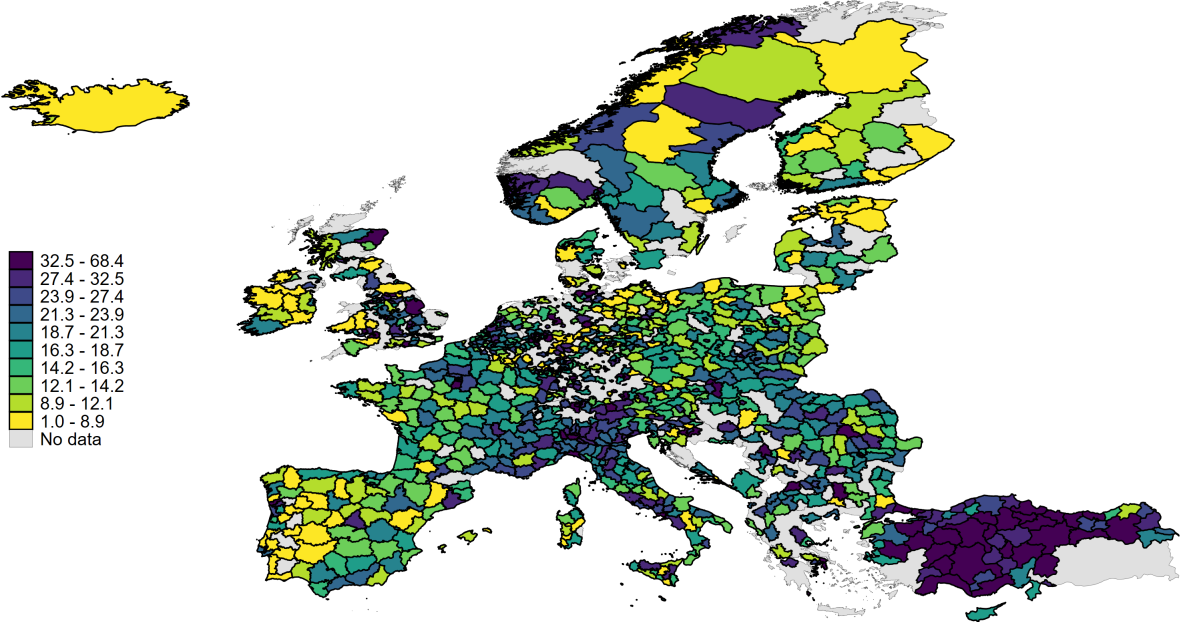 32.5 - 68.4
27.4 - 32.5
23.9 - 27.4
21.3 - 23.9
18.7 - 21.3
16.3 - 18.7
14.2 - 16.3
12.1 - 14.2
8.9 - 12.1
1.0 - 8.9
No data